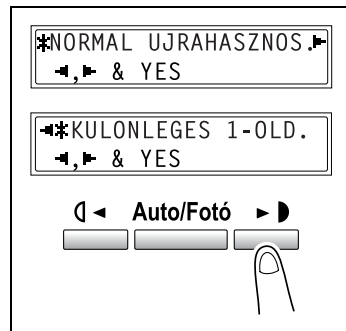 *NORMAL UJRAHASZNOS.►
◄,► & YES
◄*KULONLEGES 1-OLD.
◄,► & YES
◄ Auto/Fotó ►